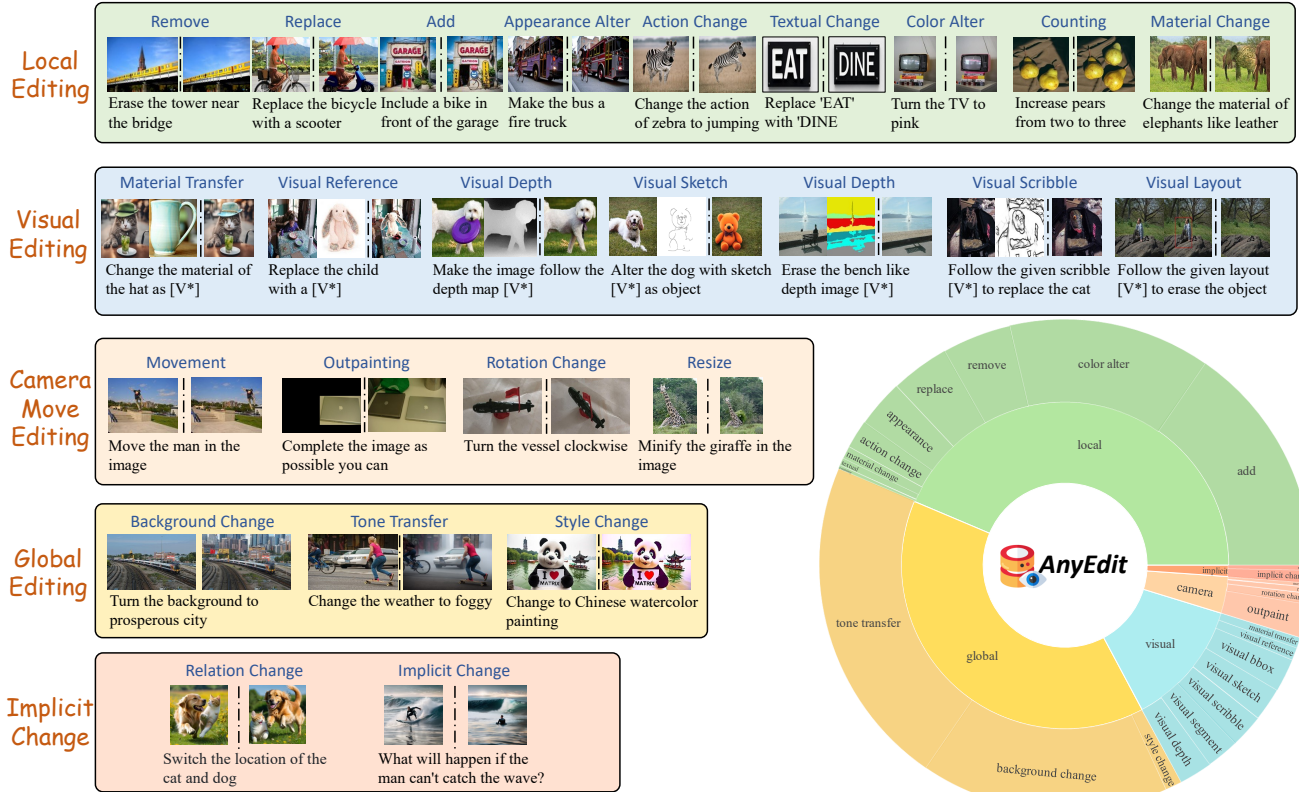 Local
Editing
Remove
Replace
Add
Appearance Alter
Action Change
Textual Change
Color Alter
Counting
Material Change
GARAGE
GARAGE
EAT
DINE
Erase the tower near
the bridge
Replace the bicycle
with a scooter
Include a bike in
front of the garage
Make the bus a
fire truck
Change the action
of zebra to jumping
Replace 'EAT'
with 'DINE
Turn the TV to
pink
Increase pears
from two to three
Change the material of
elephants like leather
Visual
Editing
Material Transfer
Visual Reference
Visual Depth
Visual Sketch
Visual Depth
Visual Scribble
Visual Layout
Change the material of
the hat as [V*]
Replace the child
with a [V*]
Make the image follow the
depth map [V*]
Alter the dog with sketch
[V*] as object
Erase the bench like
depth image [V*]
Follow the given scribble
[V*] to replace the cat
Follow the given layout
[V*] to erase the object
Camera
Move
Editing
Movement
Outpainting
Rotation Change
Resize
Move the man in the
image
Complete the image as
possible you can
Turn the vessel clockwise
Minify the giraffe in the
image
Global
Editing
Background Change
Tone Transfer
Style Change
I MATRIX
I MATRIX
Turn the background to
prosperous city
Change the weather to foggy
Change to Chinese watercolor
painting
Implicit
Change
Relation Change
Implicit Change
Switch the location of the
cat and dog
What will happen if the
man can't catch the wave?
color alter
remove
replace
appearance
action change
material change
textual
local
add
AnyEdit
implicit
implicit chan
camera
rotation chan
outpaint
tone transfer
global
visual
material transfer
visual reference
visual bbox
visual sketch
visual scribble
visual segment
visual depth
style change
background change